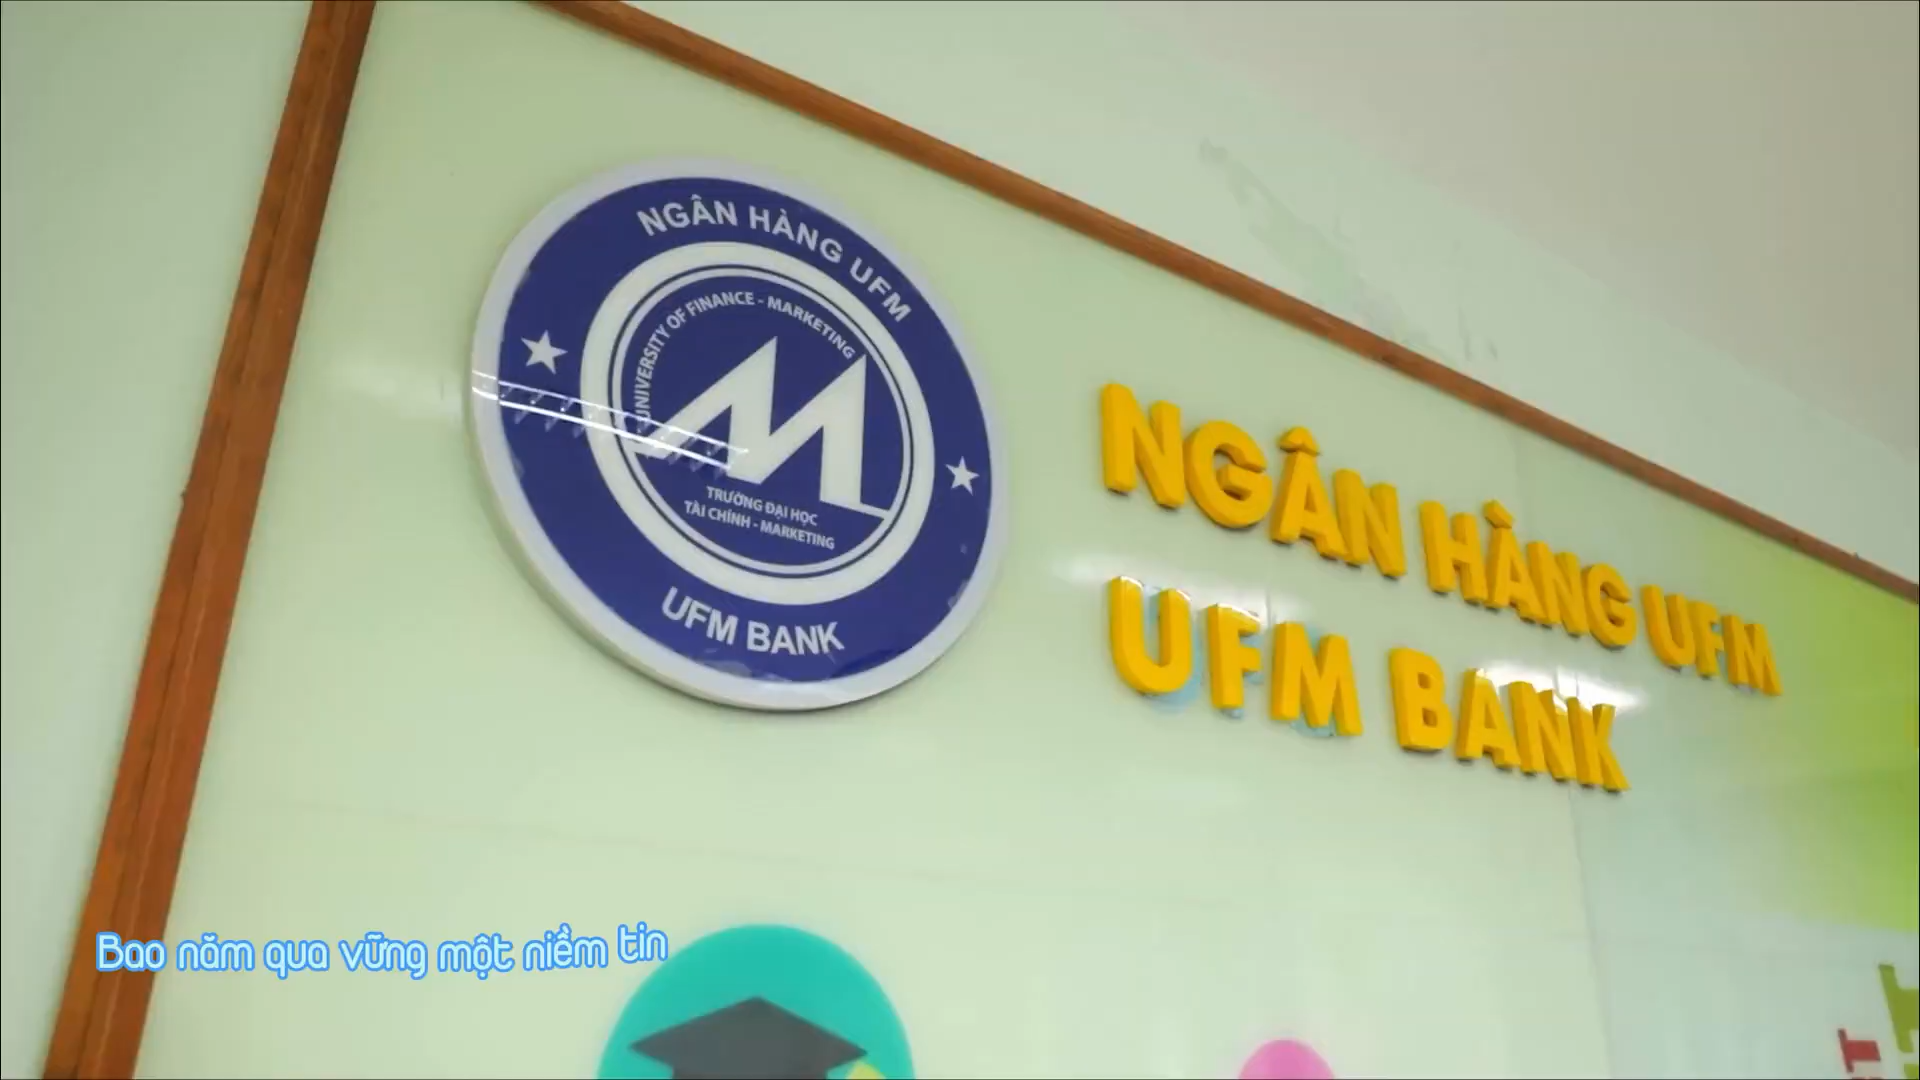 NGÂN HÀNG UFM
UNIVERSITY OF FINANCE - MARKETING
TRƯỜNG ĐẠI HỌC
TÀI CHÍNH - MARKETING
UFM BANK
NGÂN HÀNG UFM
UFM BANK
Bao năm qua vững một niềm tin